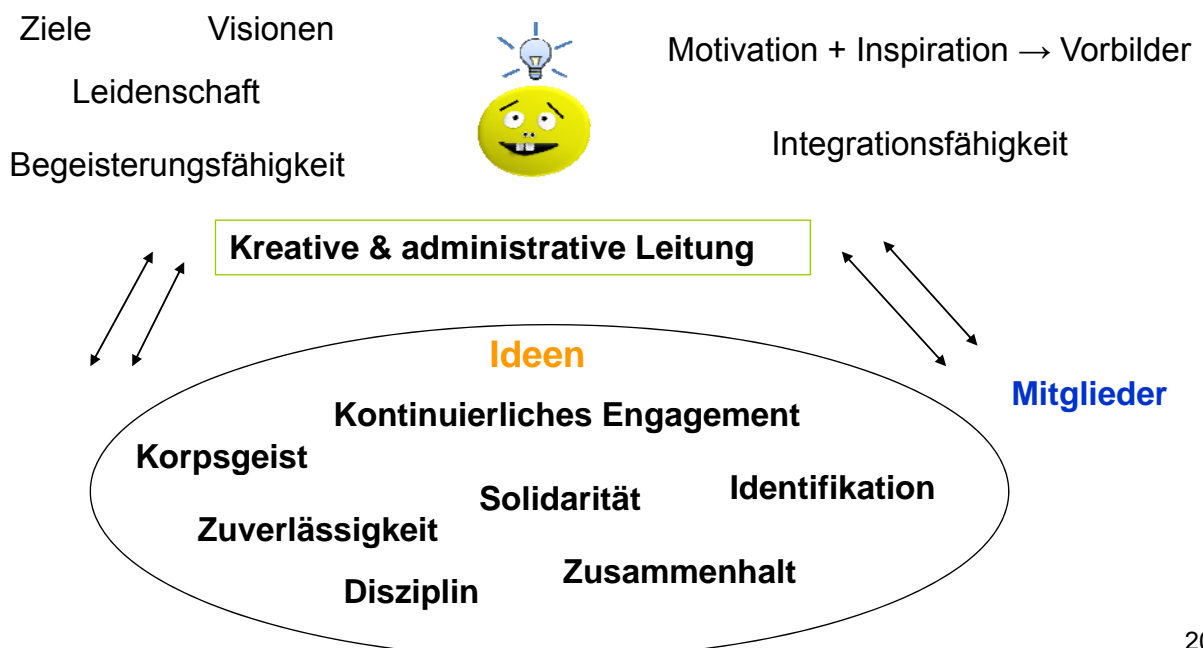 Ziele Visionen
Motivation + Inspiration → Vorbilder
Leidenschaft
Integrationsfähigkeit
Begeisterungsfähigkeit
Kreative & administrative Leitung
Ideen
Mitglieder
Kontinuierliches Engagement
Korpsgeist
Identifikation
Solidarität
Zuverlässigkeit
Zusammenhalt
Disziplin
20